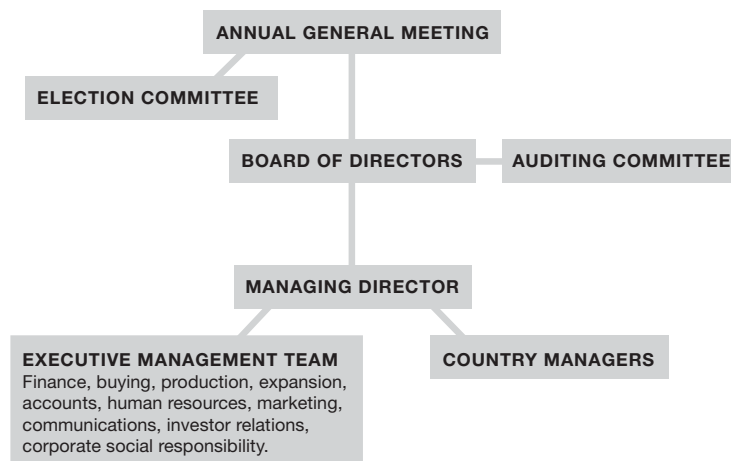 ANNUAL GENERAL MEETING
ELECTION COMMITTEE
BOARD OF DIRECTORS
AUDITING COMMITTEE
MANAGING DIRECTOR
EXECUTIVE MANAGEMENT TEAM
Finance, buying, production, expansion,
accounts, human resources, marketing,
communications, investor relations,
corporate social responsibility.
COUNTRY MANAGERS